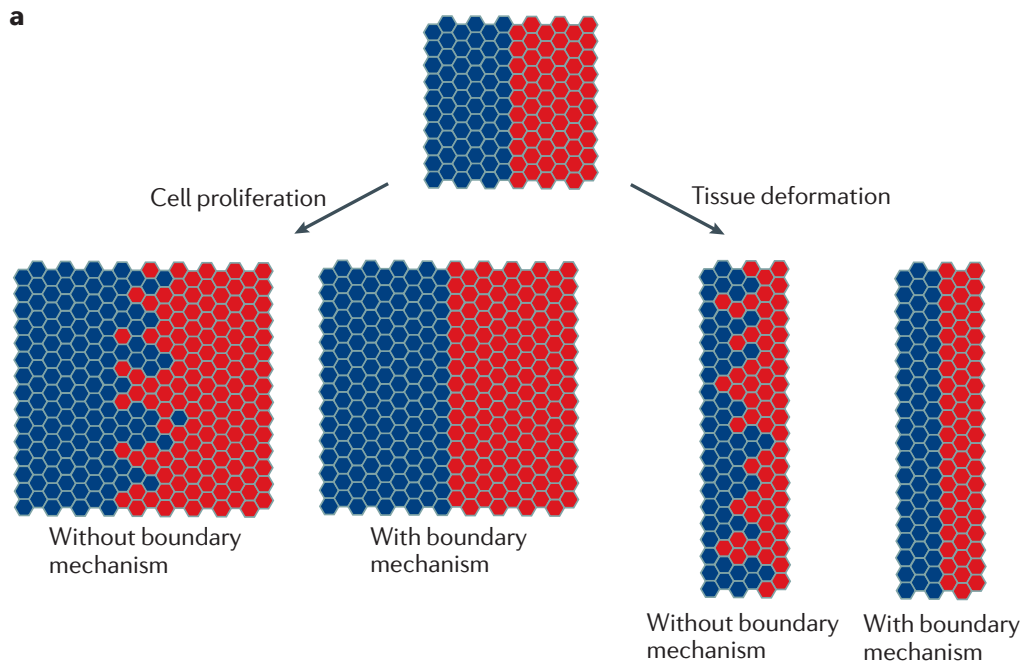 a
Cell proliferation
Tissue deformation
Without boundary
mechanism
With boundary
mechanism
Without boundary
mechanism
With boundary
mechanism